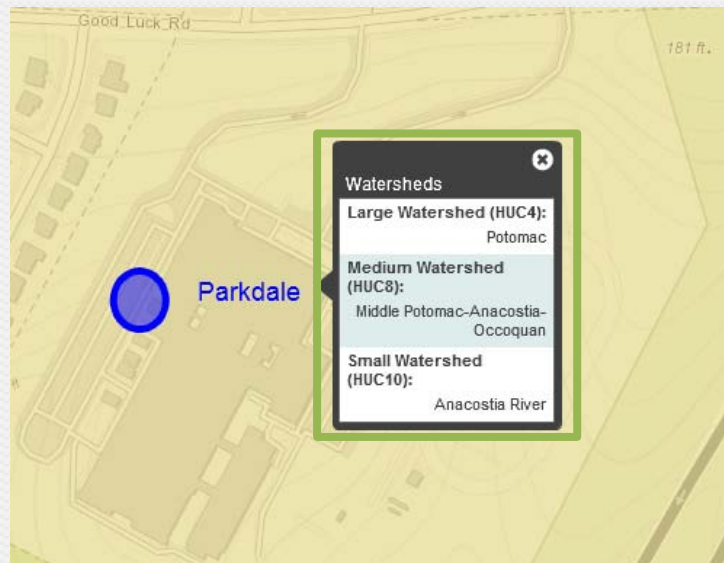 Good Luck Rd
181 ft.
Watersheds
Large Watershed (HUC4):
Potomac
Parkdale
Medium Watershed
(HUC8):
Middle Potomac-Anacostia-
Occoquan
Small Watershed
(HUC10):
Anacostia River